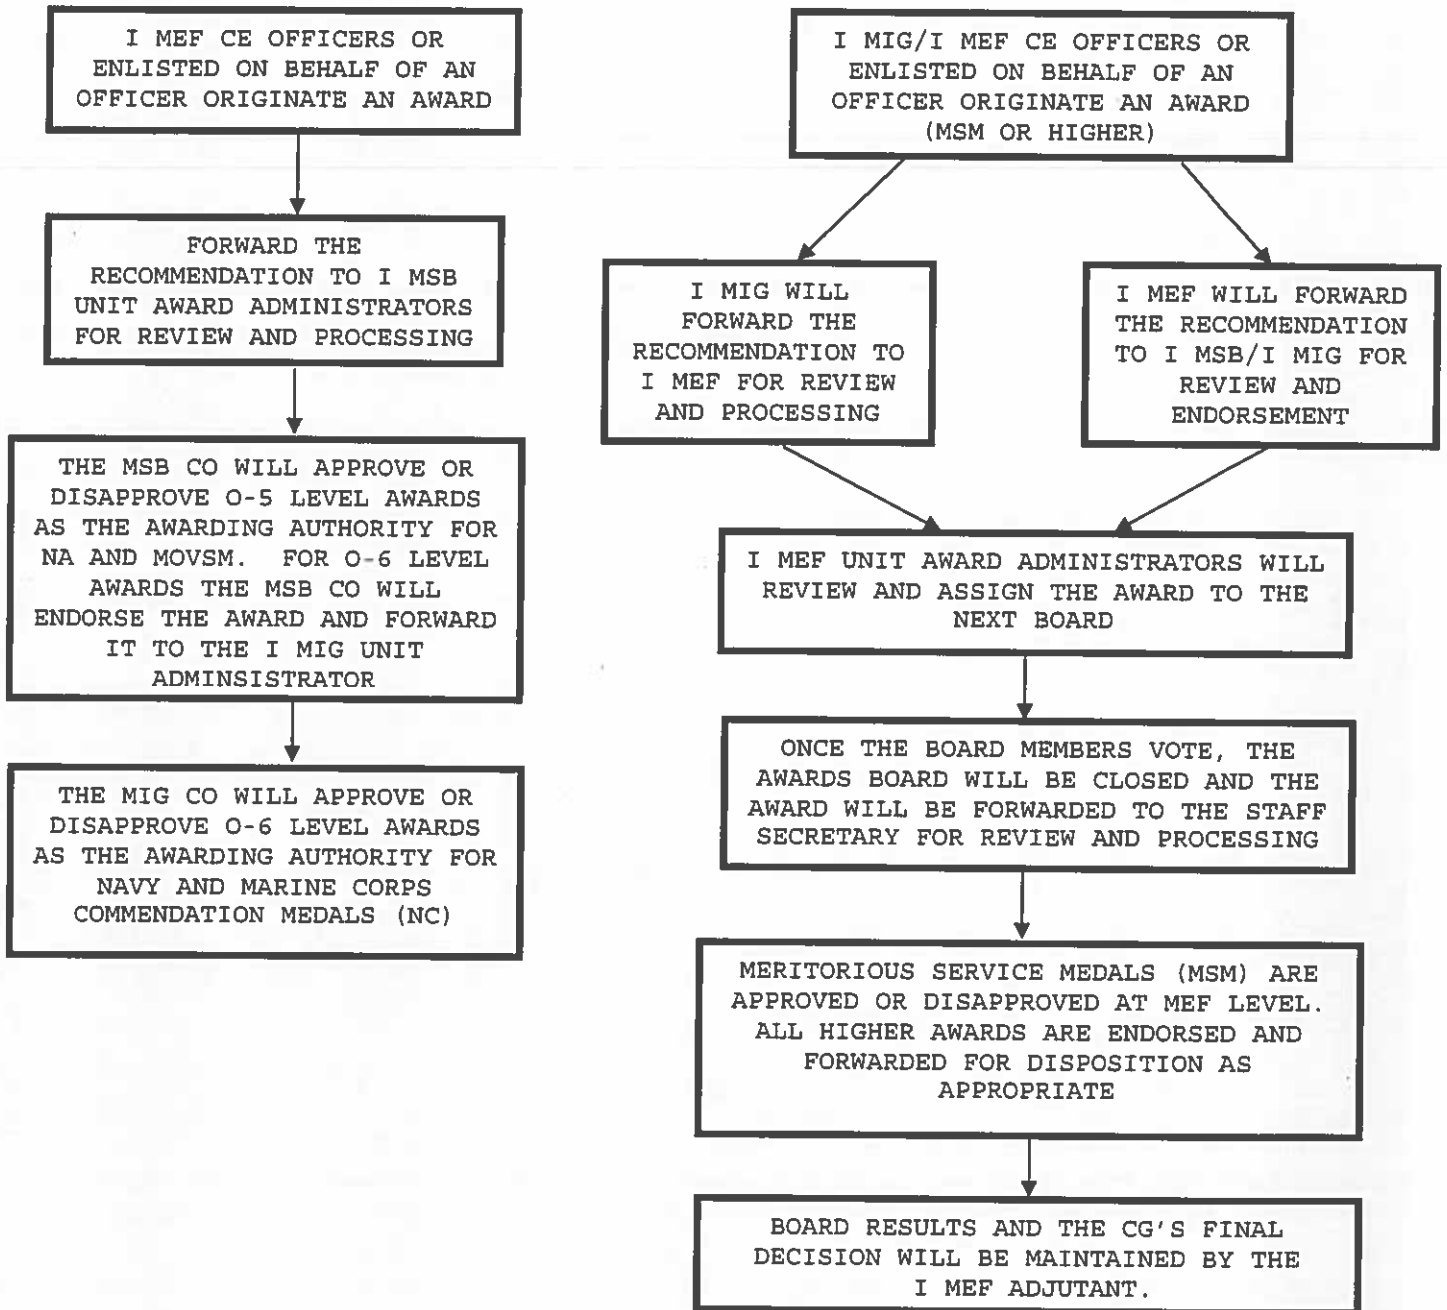 I MEF CE OFFICERS OR
ENLISTED ON BEHALF OF AN
OFFICER ORIGINATE AN AWARD
FORWARD THE
RECOMMENDATION TO I MSB
UNIT AWARD ADMINISTRATORS
FOR REVIEW AND PROCESSING
THE MSB CO WILL APPROVE OR
DISAPPROVE O-5 LEVEL AWARDS
AS THE AWARDING AUTHORITY FOR
NA AND MOVSM. FOR O-6 LEVEL
AWARDS THE MSB CO WILL
ENDORSE THE AWARD AND FORWARD
IT TO THE I MIG UNIT
ADMINSISTRATOR
THE MIG CO WILL APPROVE OR
DISAPPROVE O-6 LEVEL AWARDS
AS THE AWARDING AUTHORITY FOR
NAVY AND MARINE CORPS
COMMENDATION MEDALS (NC)
I MIG/I MEF CE OFFICERS OR
ENLISTED ON BEHALF OF AN
OFFICER ORIGINATE AN AWARD
(MSM OR HIGHER)
I MIG WILL
FORWARD THE
RECOMMENDATION TO
I MEF FOR REVIEW
AND PROCESSING
I MEF WILL FORWARD
THE RECOMMENDATION
TO I MSB/I MIG FOR
REVIEW AND
ENDORSEMENT
I MEF UNIT AWARD ADMINISTRATORS WILL
REVIEW AND ASSIGN THE AWARD TO THE
NEXT BOARD
ONCE THE BOARD MEMBERS VOTE, THE
AWARDS BOARD WILL BE CLOSED AND THE
AWARD WILL BE FORWARDED TO THE STAFF
SECRETARY FOR REVIEW AND PROCESSING
MERITORIOUS SERVICE MEDALS (MSM) ARE
APPROVED OR DISAPPROVED AT MEF LEVEL.
ALL HIGHER AWARDS ARE ENDORSED AND
FORWARDED FOR DISPOSITION AS
APPROPRIATE
BOARD RESULTS AND THE CG'S FINAL
DECISION WILL BE MAINTAINED BY THE
I MEF ADJUTANT.